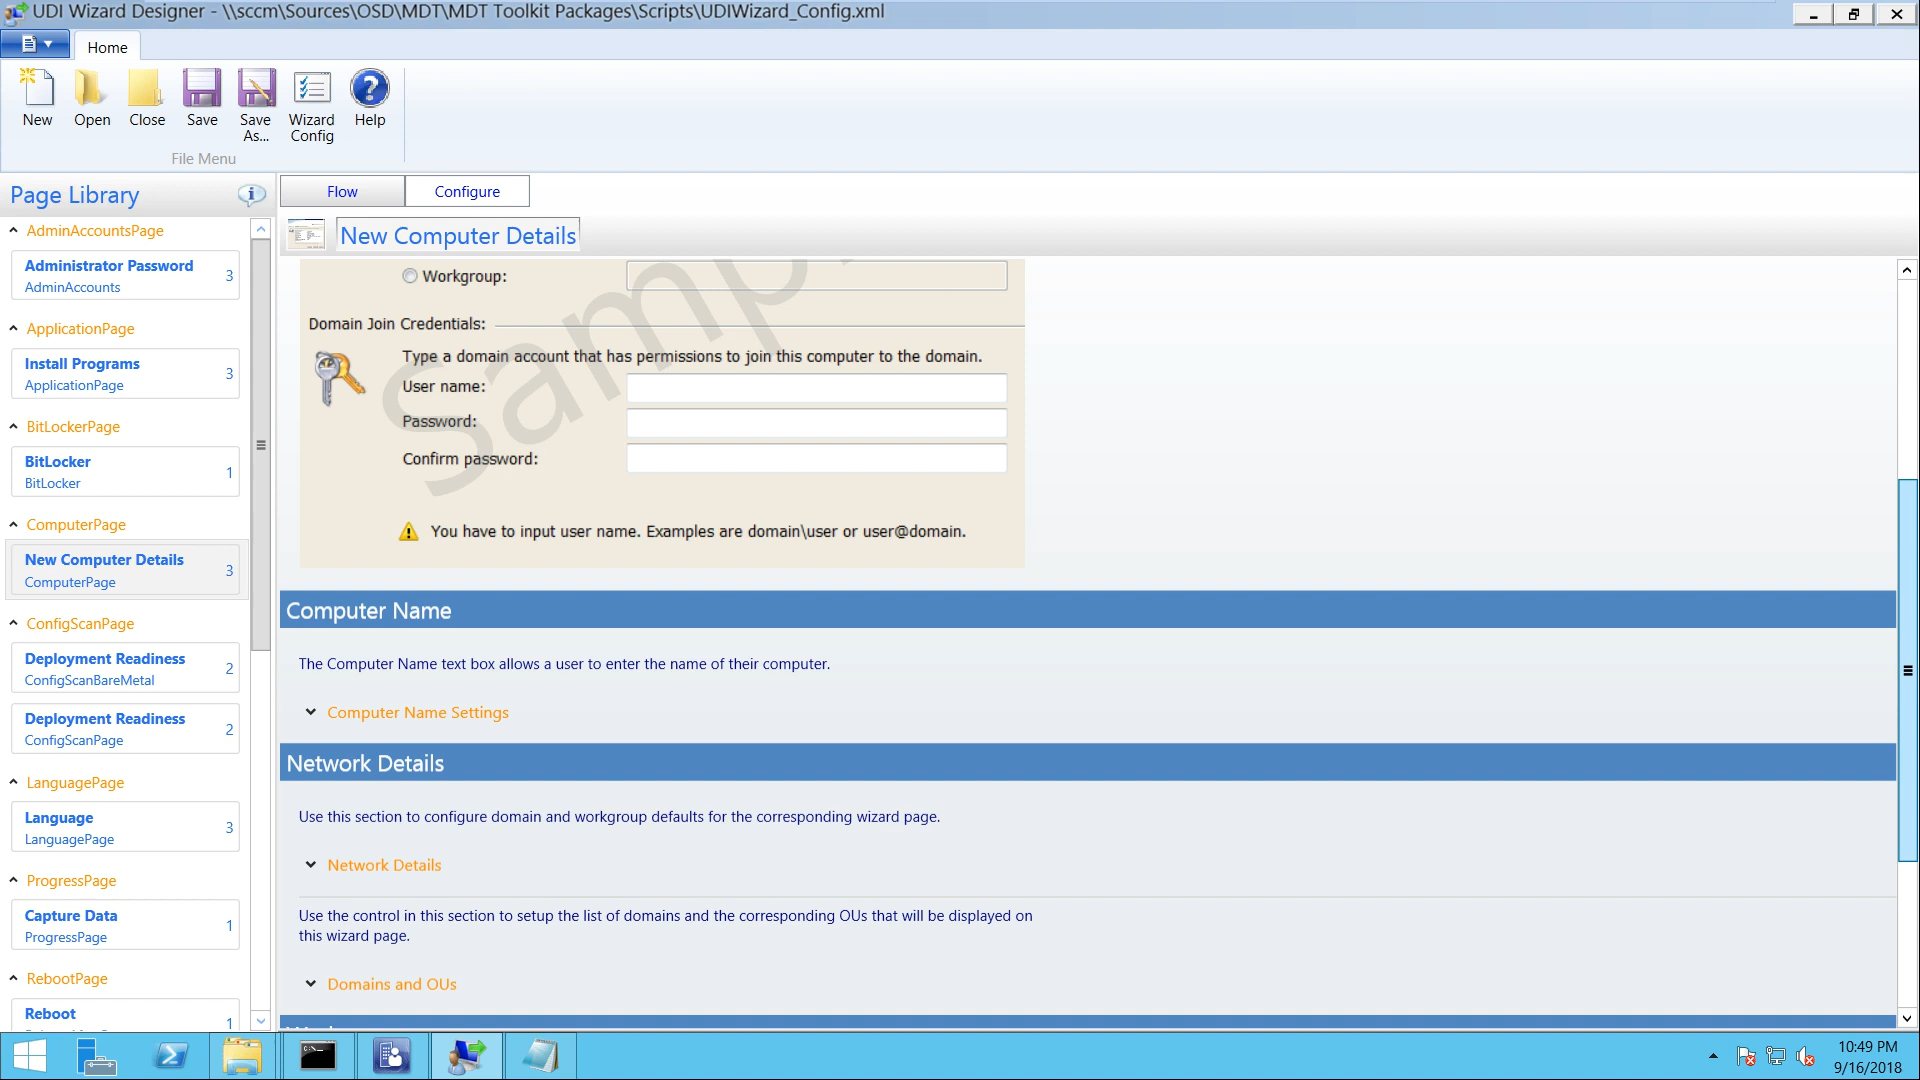 UDI Wizard Designer - \\sccm\Sources\OSD\MDT\MDT Toolkit Packages\Scripts\UDIWizard_Config.xml
Home
New
Open
Close
Save
Save As...
Wizard Config
Help
File Menu
Page Library
AdminAccountsPage
Administrator Password 3
AdminAccounts
ApplicationPage
Install Programs 3
ApplicationPage
BitLockerPage
BitLocker 1
BitLocker
ComputerPage
New Computer Details 3
ComputerPage
ConfigScanPage
Deployment Readiness 2
ConfigScanBareMetal
Deployment Readiness 2
ConfigScanPage
LanguagePage
Language 3
LanguagePage
ProgressPage
Capture Data 1
ProgressPage
RebootPage
Reboot 1
Flow
Configure
New Computer Details
Workgroup:
Domain Join Credentials:
Type a domain account that has permissions to join this computer to the domain.
User name:
Password:
Confirm password:
You have to input user name. Examples are domain\user or user@domain.
Computer Name
The Computer Name text box allows a user to enter the name of their computer.
Computer Name Settings
Network Details
Use this section to configure domain and workgroup defaults for the corresponding wizard page.
Network Details
Use the control in this section to setup the list of domains and the corresponding OUs that will be displayed on
this wizard page.
Domains and OUs
10:49 PM
9/16/2018